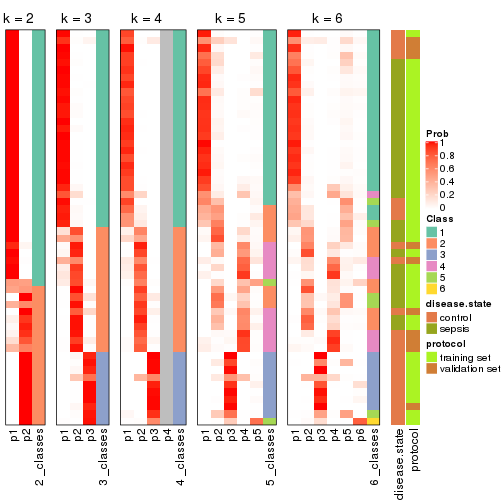 k = 2
k = 3
k = 4
k = 5
k = 6
Prob
1
0.8
0.6
0.4
0.2
0
Class
1
2
3
4
5
6
disease.state
control
sepsis
protocol
training set
validation set
p1
p2
2_classes
p1
p2
p3
3_classes
p1
p2
p3
p4
4_classes
p1
p2
p3
p4
p5
5_classes
p1
p2
p3
p4
p5
p6
6_classes
disease.state
protocol